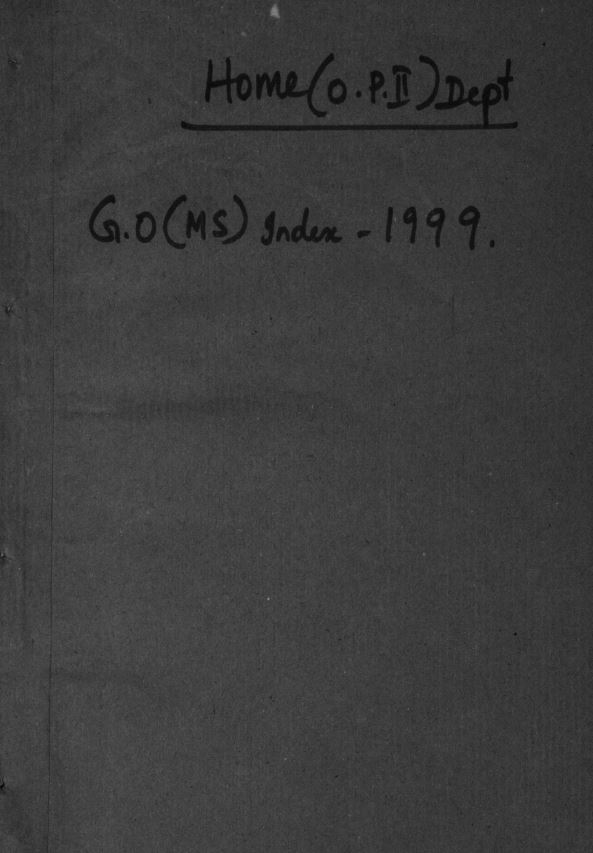 Home (O.P.II) Dept
G.O (MS) Index - 1999.